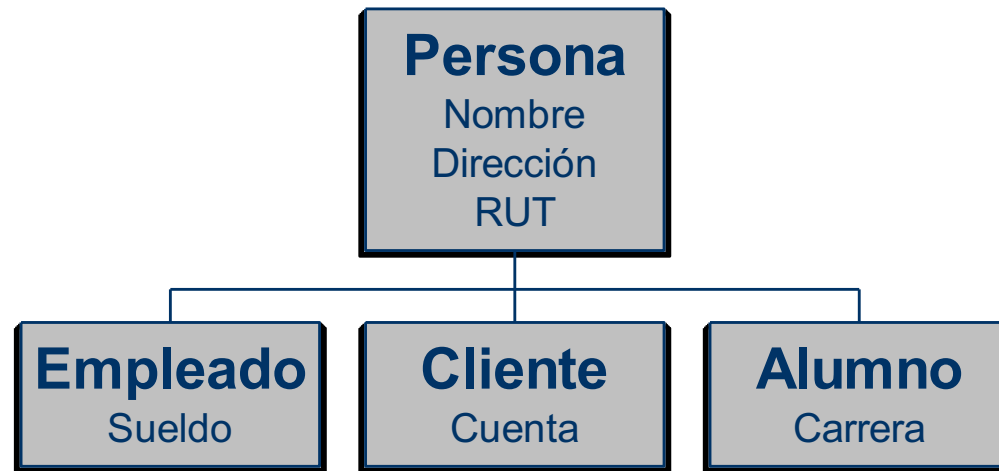 Persona
Nombre
Dirección
RUT
Empleado
Sueldo
Cliente
Cuenta
Alumno
Carrera